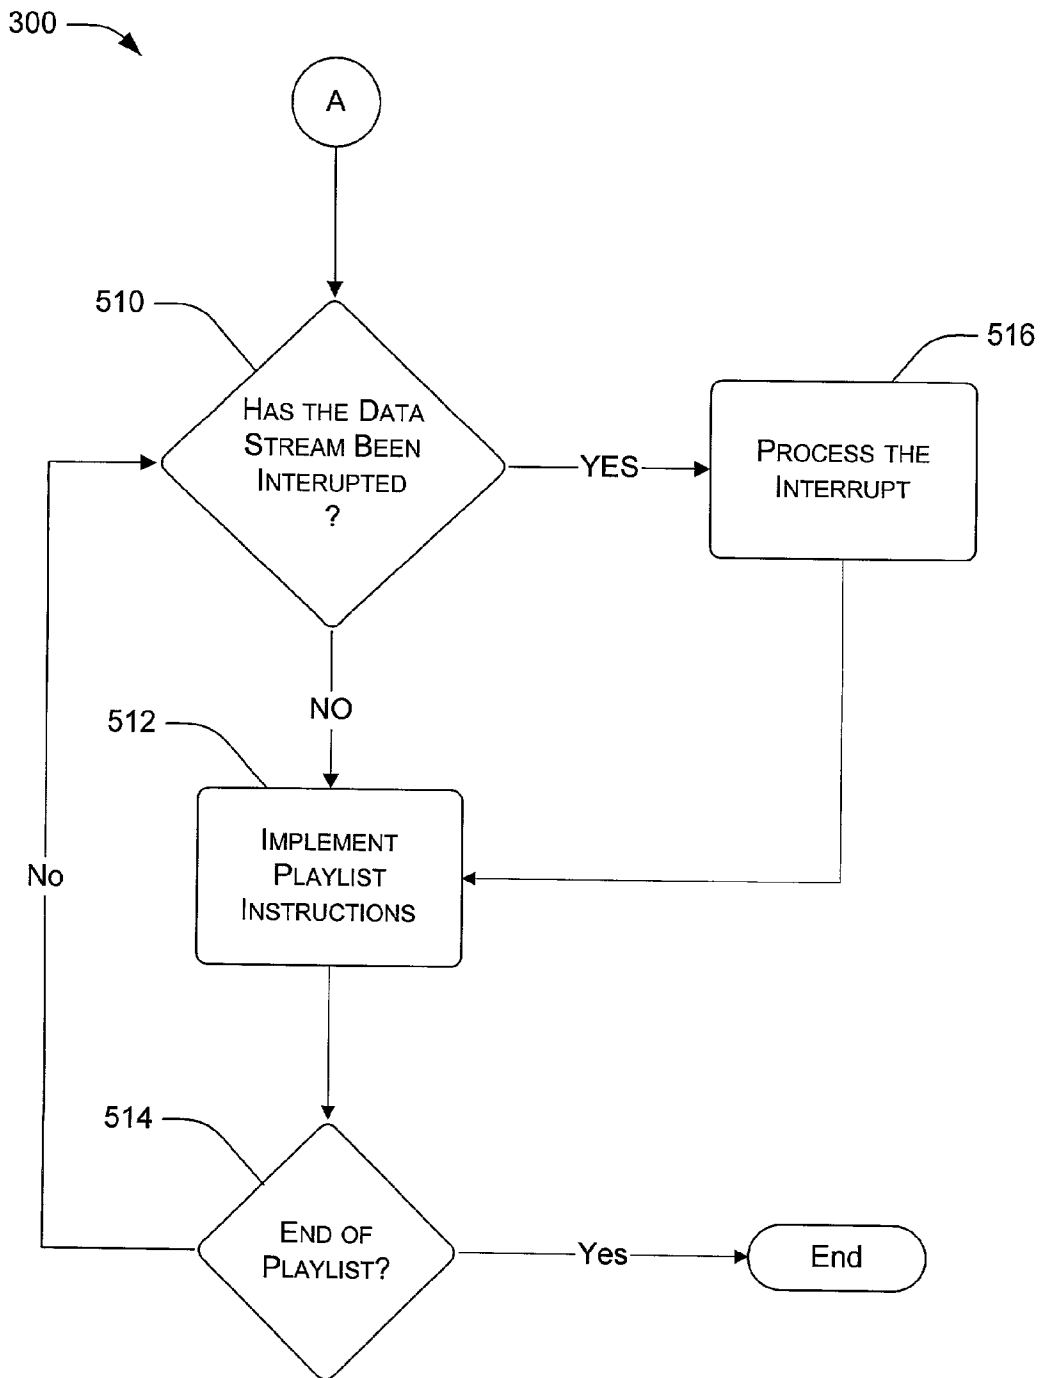 300
A
510
HAS THE DATA
STREAM BEEN
INTERUPTED
?
YES
516
PROCESS THE
INTERRUPT
NO
512
IMPLEMENT
PLAYLIST
INSTRUCTIONS
No
514
END OF
PLAYLIST?
Yes
End